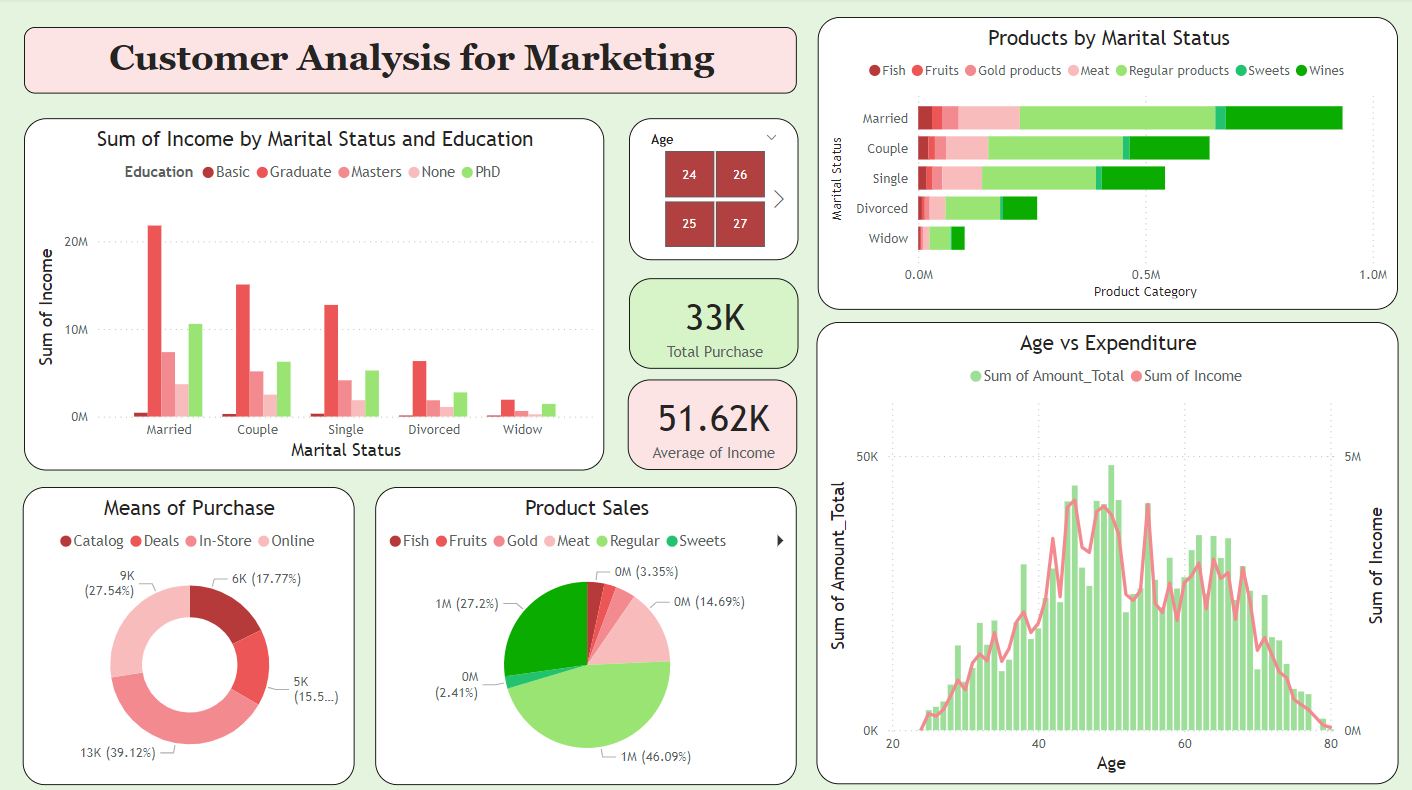 Customer Analysis for Marketing
Sum of Income by Marital Status and Education
Education Basic Graduate Masters None PhD
Sum of Income
20M
10M
0M
Married Couple Single Divorced Widow
Marital Status
Age
24 26
25 27
33K
Total Purchase
51.62K
Average of Income
Products by Marital Status
Fish Fruits Gold products Meat Regular products Sweets Wines
Marital Status
Married
Couple
Single
Divorced
Widow
0.0M 0.5M 1.0M
Product Category
Means of Purchase
Catalog Deals In-Store Online
9K
(27.54%)
6K (17.77%)
5K
(15.5...)
13K (39.12%)
Product Sales
Fish Fruits Gold Meat Regular Sweets
0M (3.35%)
1M (27.2%)
0M (14.69%)
0M
(2.41%)
1M (46.09%)
Age vs Expenditure
Sum of Amount_Total Sum of Income
Sum of Amount_Total
50K
0K
5M
0M
Sum of Income
20 40 60 80
Age